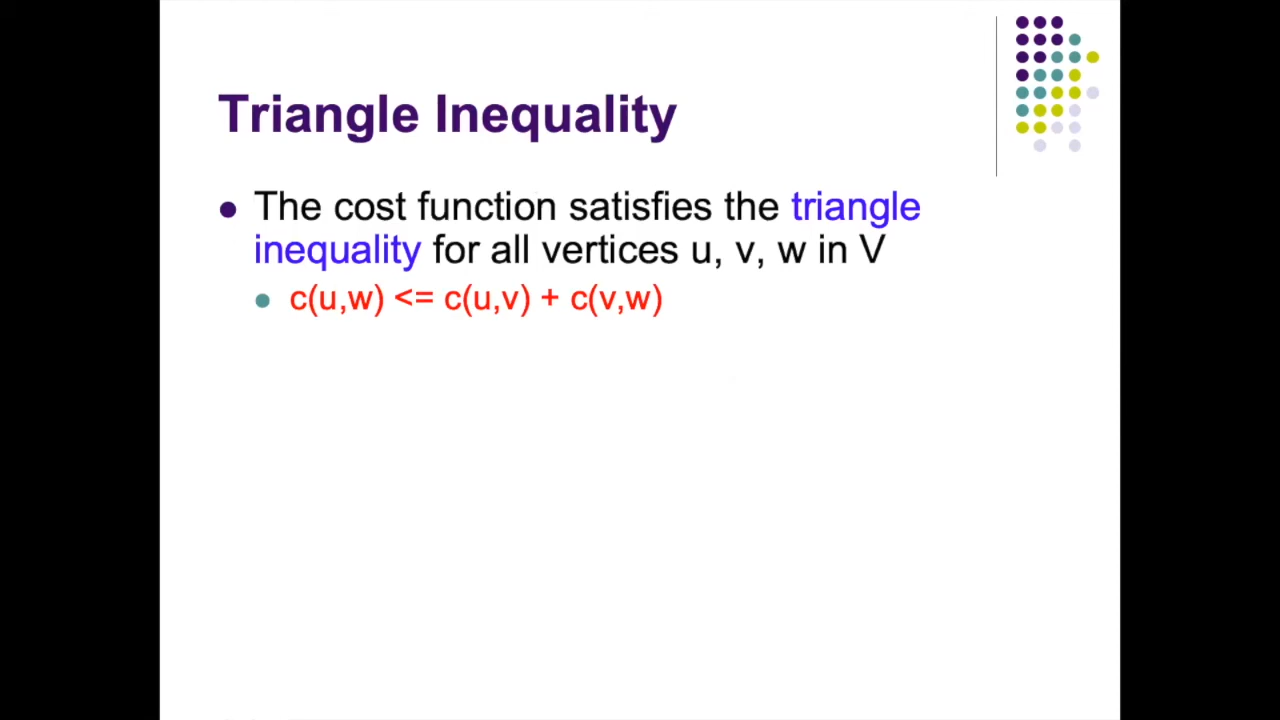 Triangle Inequality
The cost function satisfies the triangle
inequality for all vertices u, v, w in V
c(u,w) <= c(u,v) + c(v,w)